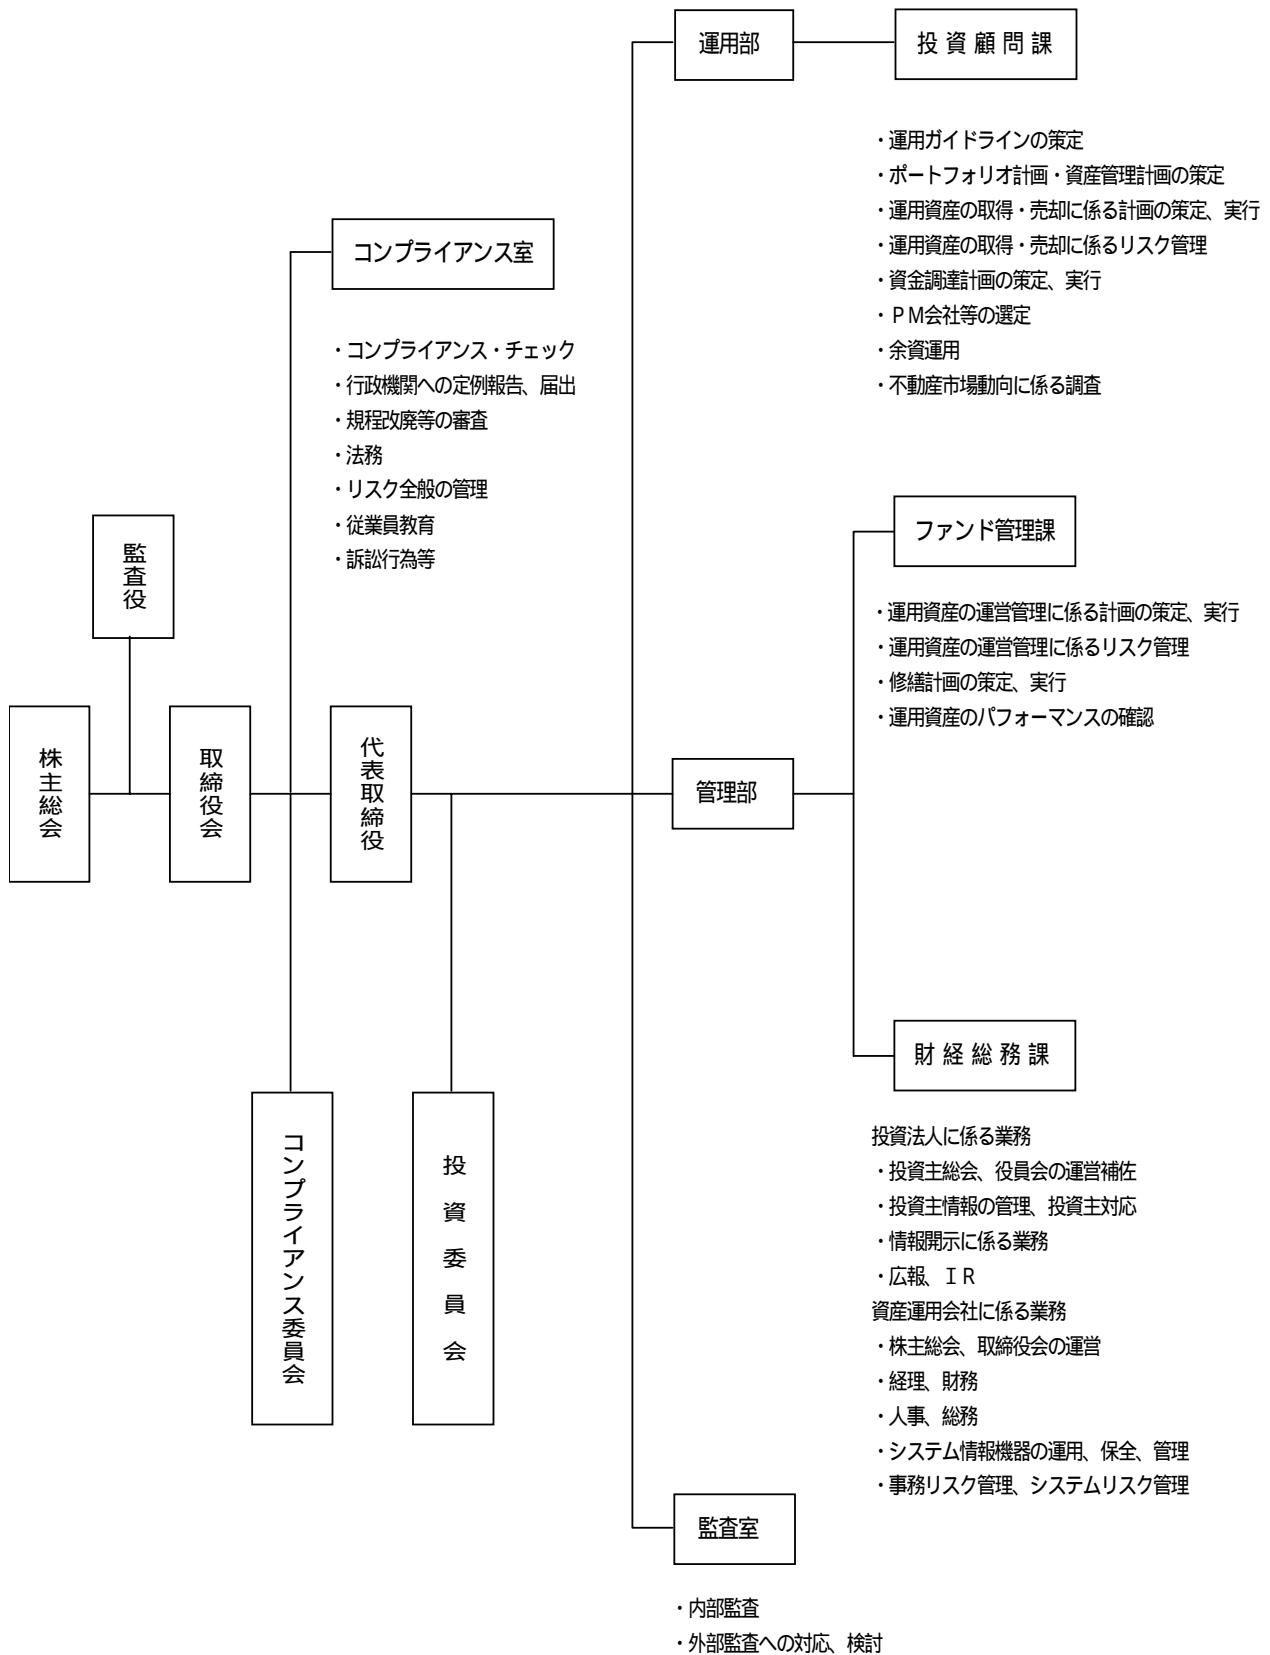 運用部
投資顧問課
・運用ガイドラインの策定
・ポートフォリオ計画・資産管理計画の策定
・運用資産の取得・売却に係る計画の策定、実行
・運用資産の取得・売却に係るリスク管理
・資金調達計画の策定、実行
・ＰＭ会社等の選定
・余資運用
・不動産市場動向に係る調査
コンプライアンス室
・コンプライアンス・チェック
・行政機関への定例報告、届出
・規程改廃等の審査
・法務
・リスク全般の管理
・従業員教育
・訴訟行為等
監査役
ファンド管理課
・運用資産の運営管理に係る計画の策定、実行
・運用資産の運営管理に係るリスク管理
・修繕計画の策定、実行
・運用資産のパフォーマンスの確認
株主総会
取締役会
代表取締役
管理部
財経総務課
コンプライアンス委員会
投資委員会
投資法人に係る業務
・投資主総会、役員会の運営補佐
・投資主情報の管理、投資主対応
・情報開示に係る業務
・広報、ＩＲ
資産運用会社に係る業務
・株主総会、取締役会の運営
・経理、財務
・人事、総務
・システム情報機器の運用、保全、管理
・事務リスク管理、システムリスク管理
監査室
・内部監査
・外部監査への対応、検討